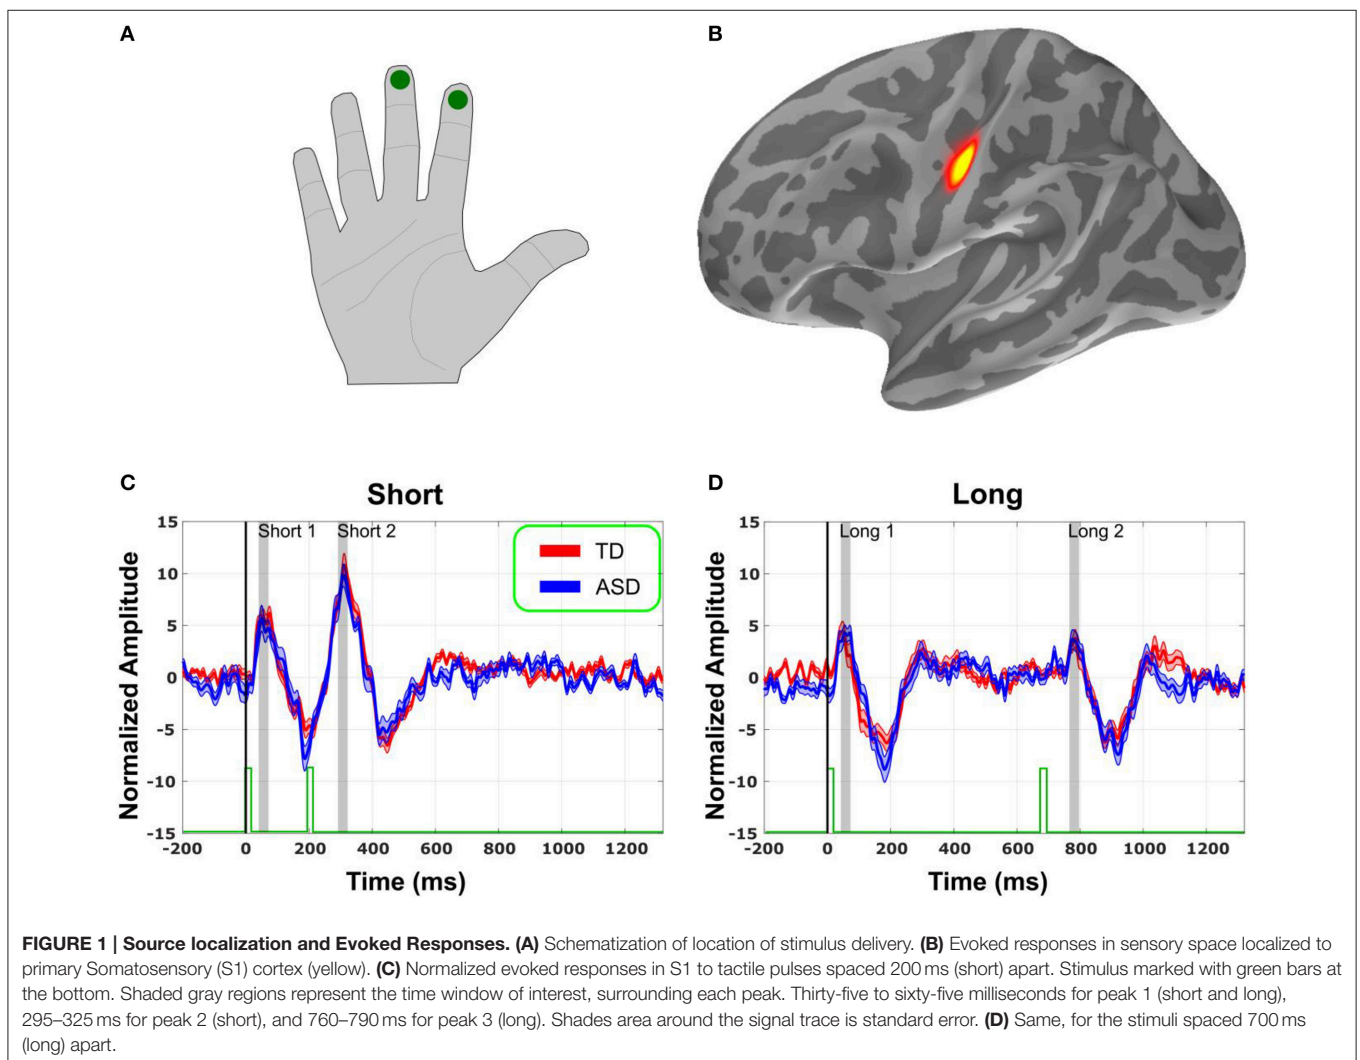 A
B
C
Short
Short 1
Short 2
TD
ASD
Normalized Amplitude
15
10
5
0
-5
-10
-15
-200
0
200
400
600
800
1000
1200
Time (ms)
D
Long
Long 1
Long 2
Normalized Amplitude
15
10
5
0
-5
-10
-15
-200
0
200
400
600
800
1000
1200
Time (ms)
FIGURE 1 | Source localization and Evoked Responses. (A) Schematization of location of stimulus delivery. (B) Evoked responses in sensory space localized to
primary Somatosensory (S1) cortex (yellow). (C) Normalized evoked responses in S1 to tactile pulses spaced 200 ms (short) apart. Stimulus marked with green bars at
the bottom. Shaded gray regions represent the time window of interest, surrounding each peak. Thirty-five to sixty-five milliseconds for peak 1 (short and long),
295–325 ms for peak 2 (short), and 760–790 ms for peak 3 (long). Shades area around the signal trace is standard error. (D) Same, for the stimuli spaced 700 ms
(long) apart.